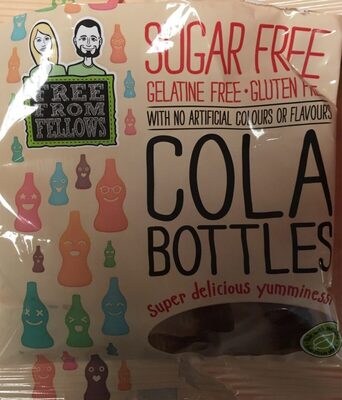 FREE
FROM
FELLOWS
SUGAR FREE
GELATINE FREE • GLUTEN
WITH NO ARTIFICIAL COLOURS OR FLAVOURS
COLA
BOTTLES
super delicious yumminess!